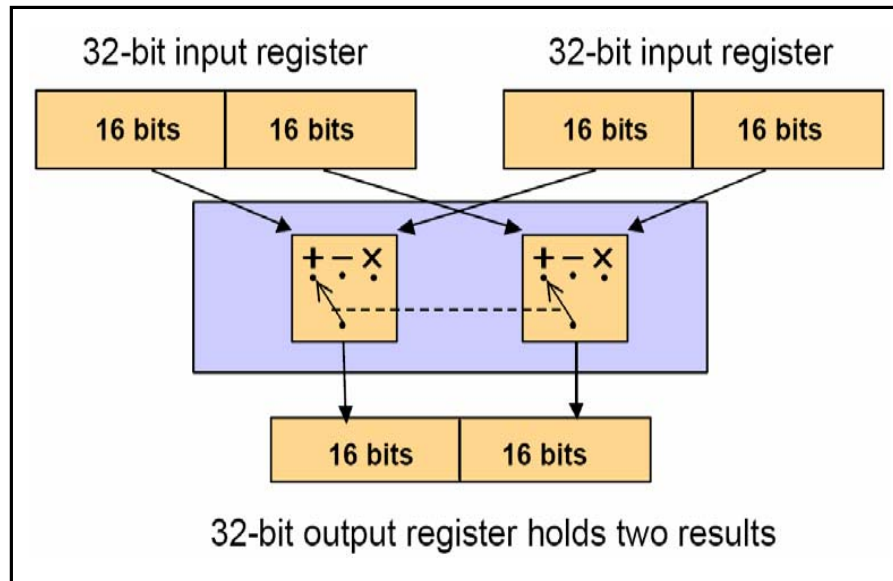 32-bit input register 32-bit input register
16 bits 16 bits 16 bits 16 bits
+ − × + − ×
16 bits 16 bits
32-bit output register holds two results